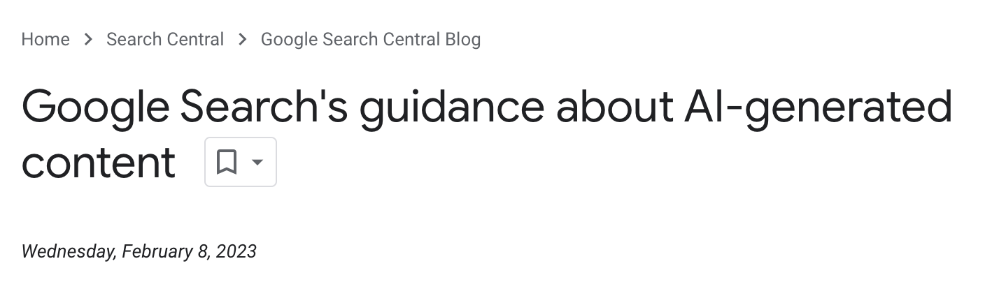 Home > Search Central > Google Search Central Blog
Google Search's guidance about AI-generated
content
Wednesday, February 8, 2023